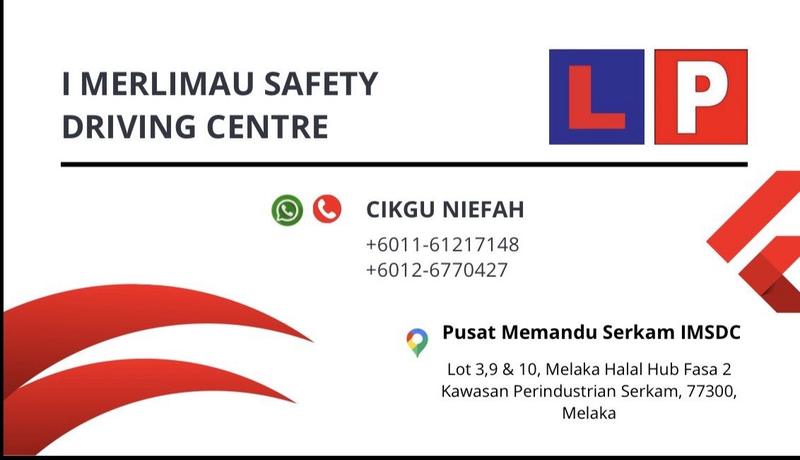 I MERLIMAU SAFETY
DRIVING CENTRE
L P
CIKGU NIEFAH
+6011-61217148
+6012-6770427
Pusat Memandu Serkam IMSDC
Lot 3,9 & 10, Melaka Halal Hub Fasa 2
Kawasan Perindustrian Serkam, 77300,
Melaka